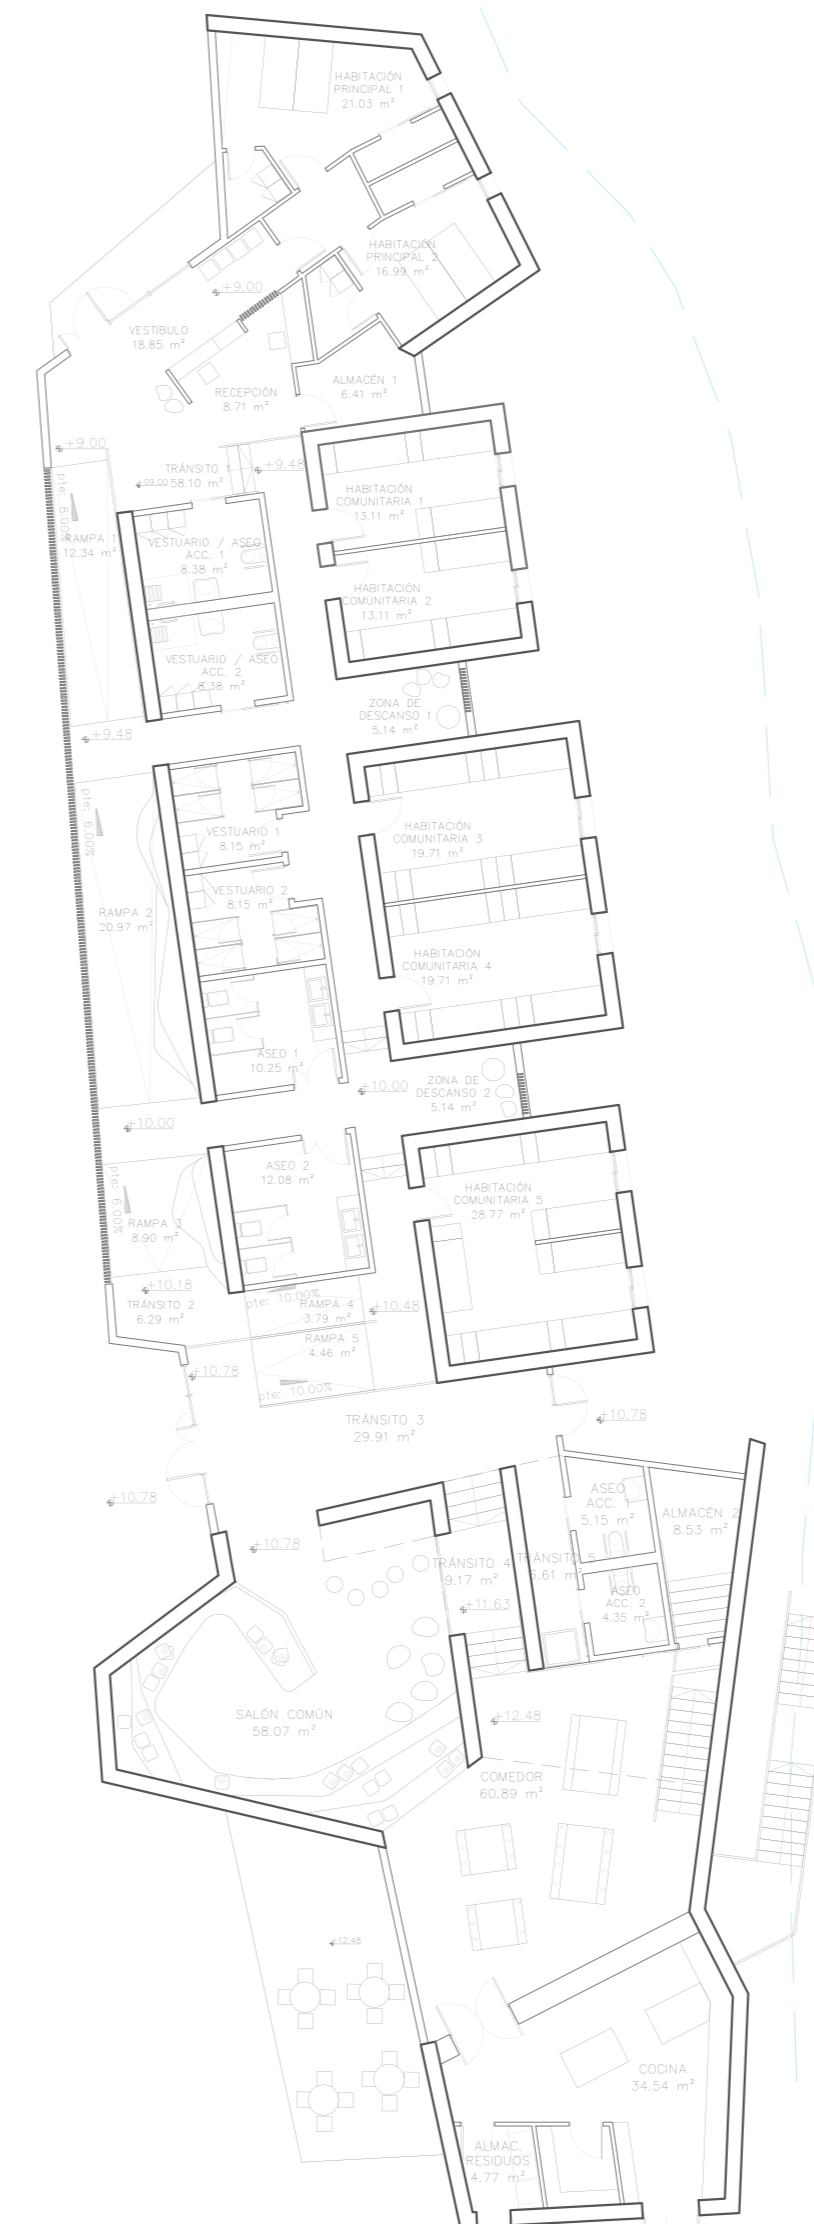 HABITACIÓN
PRINCIPAL 1
21.03 m²
HABITACIÓN
PRINCIPAL 2
16.99 m²
+9.00
VESTÍBULO
18.85 m²
RECEPCIÓN
8.71 m²
ALMACÉN 1
6.41 m²
+9.00
TRÁNSITO 1
58.10 m²
+09.00
+9.48
pte: 8.00%
RAMPA 1
12.34 m²
HABITACIÓN
COMUNITARIA 1
13.11 m²
VESTUARIO / ASEO
ACC. 1
8.38 m²
HABITACIÓN
COMUNITARIA 2
13.11 m²
VESTUARIO / ASEO
ACC. 2
8.38 m²
ZONA DE
DESCANSO 1
5.14 m²
+9.48
pte: 6.00%
VESTUARIO 1
8.15 m²
HABITACIÓN
COMUNITARIA 3
19.71 m²
VESTUARIO 2
8.15 m²
RAMPA 2
20.97 m²
HABITACIÓN
COMUNITARIA 4
19.71 m²
ASEO 1
10.25 m²
+10.00
ZONA DE
DESCANSO 2
5.14 m²
+10.00
ASEO 2
12.08 m²
pte: 6.00%
RAMPA 3
8.90 m²
HABITACIÓN
COMUNITARIA 5
28.77 m²
+10.18
TRÁNSITO 2
6.29 m²
pte: 10.00%
RAMPA 4
3.79 m²
+10.48
RAMPA 5
4.46 m²
+10.78
pte: 10.00%
TRÁNSITO 3
29.91 m²
+10.78
+10.78
ASEO
ACC. 1
5.15 m²
ALMACÉN 2
8.53 m²
+10.78
TRÁNSITO 4
9.17 m²
TRÁNSITO 5
5.61 m²
ASEO
ACC. 2
4.35 m²
+11.63
SALÓN COMÚN
58.07 m²
+12.48
COMEDOR
60.89 m²
+12.48
COCINA
34.54 m²
ALMAC.
RESIDUOS
4.77 m²